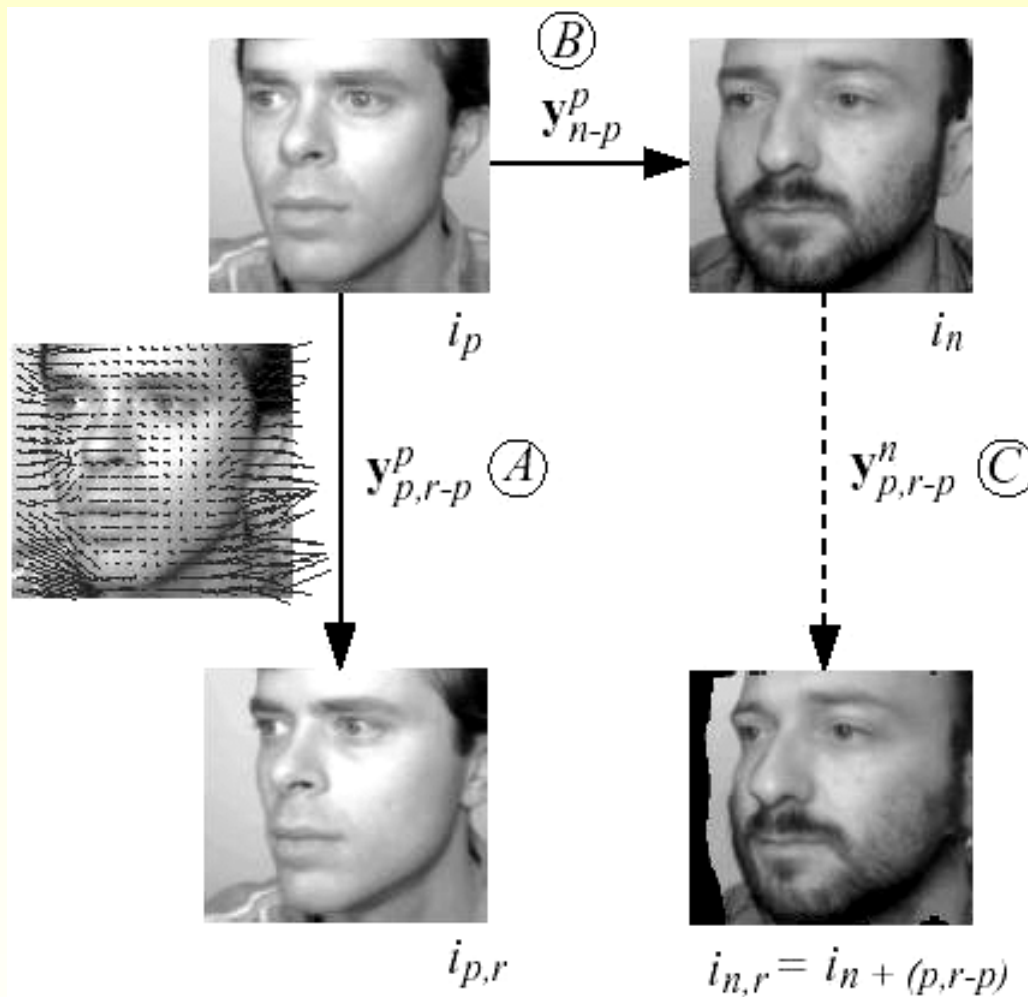 B
y^p_{n-p}
i_p
i_n
y^p_{p,r-p} A
y^n_{p,r-p} C
i_{p,r}
i_{n,r} = i_{n + (p,r-p)}